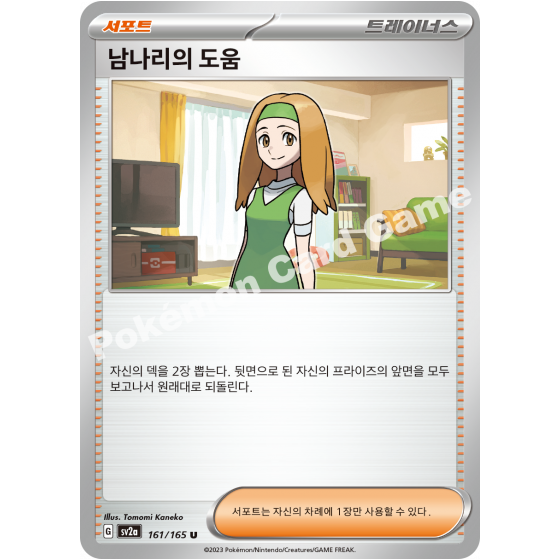 서포트
트레이너스
남나리의 도움
Pokémon Card Game
자신의 덱을 2장 뽑는다. 뒷면으로 된 자신의 프라이즈의 앞면을 모두
보고나서 원래대로 되돌린다.
Illus. Tomomi Kaneko
G sv2a 161/165 U
서포트는 자신의 차례에 1장만 사용할 수 있다.
©2023 Pokémon/Nintendo/Creatures/GAME FREAK.